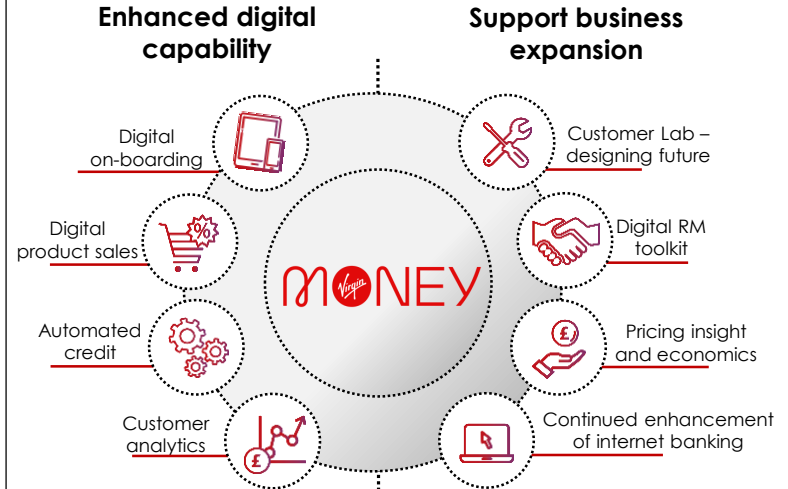 Enhanced digital
capability
Support business
expansion
Digital
on-boarding
Customer Lab –
designing future
Digital
product sales
%
Digital RM
toolkit
MONEY
Virgin
Automated
credit
£
Pricing insight
and economics
Customer
analytics
£
Continued enhancement
of internet banking